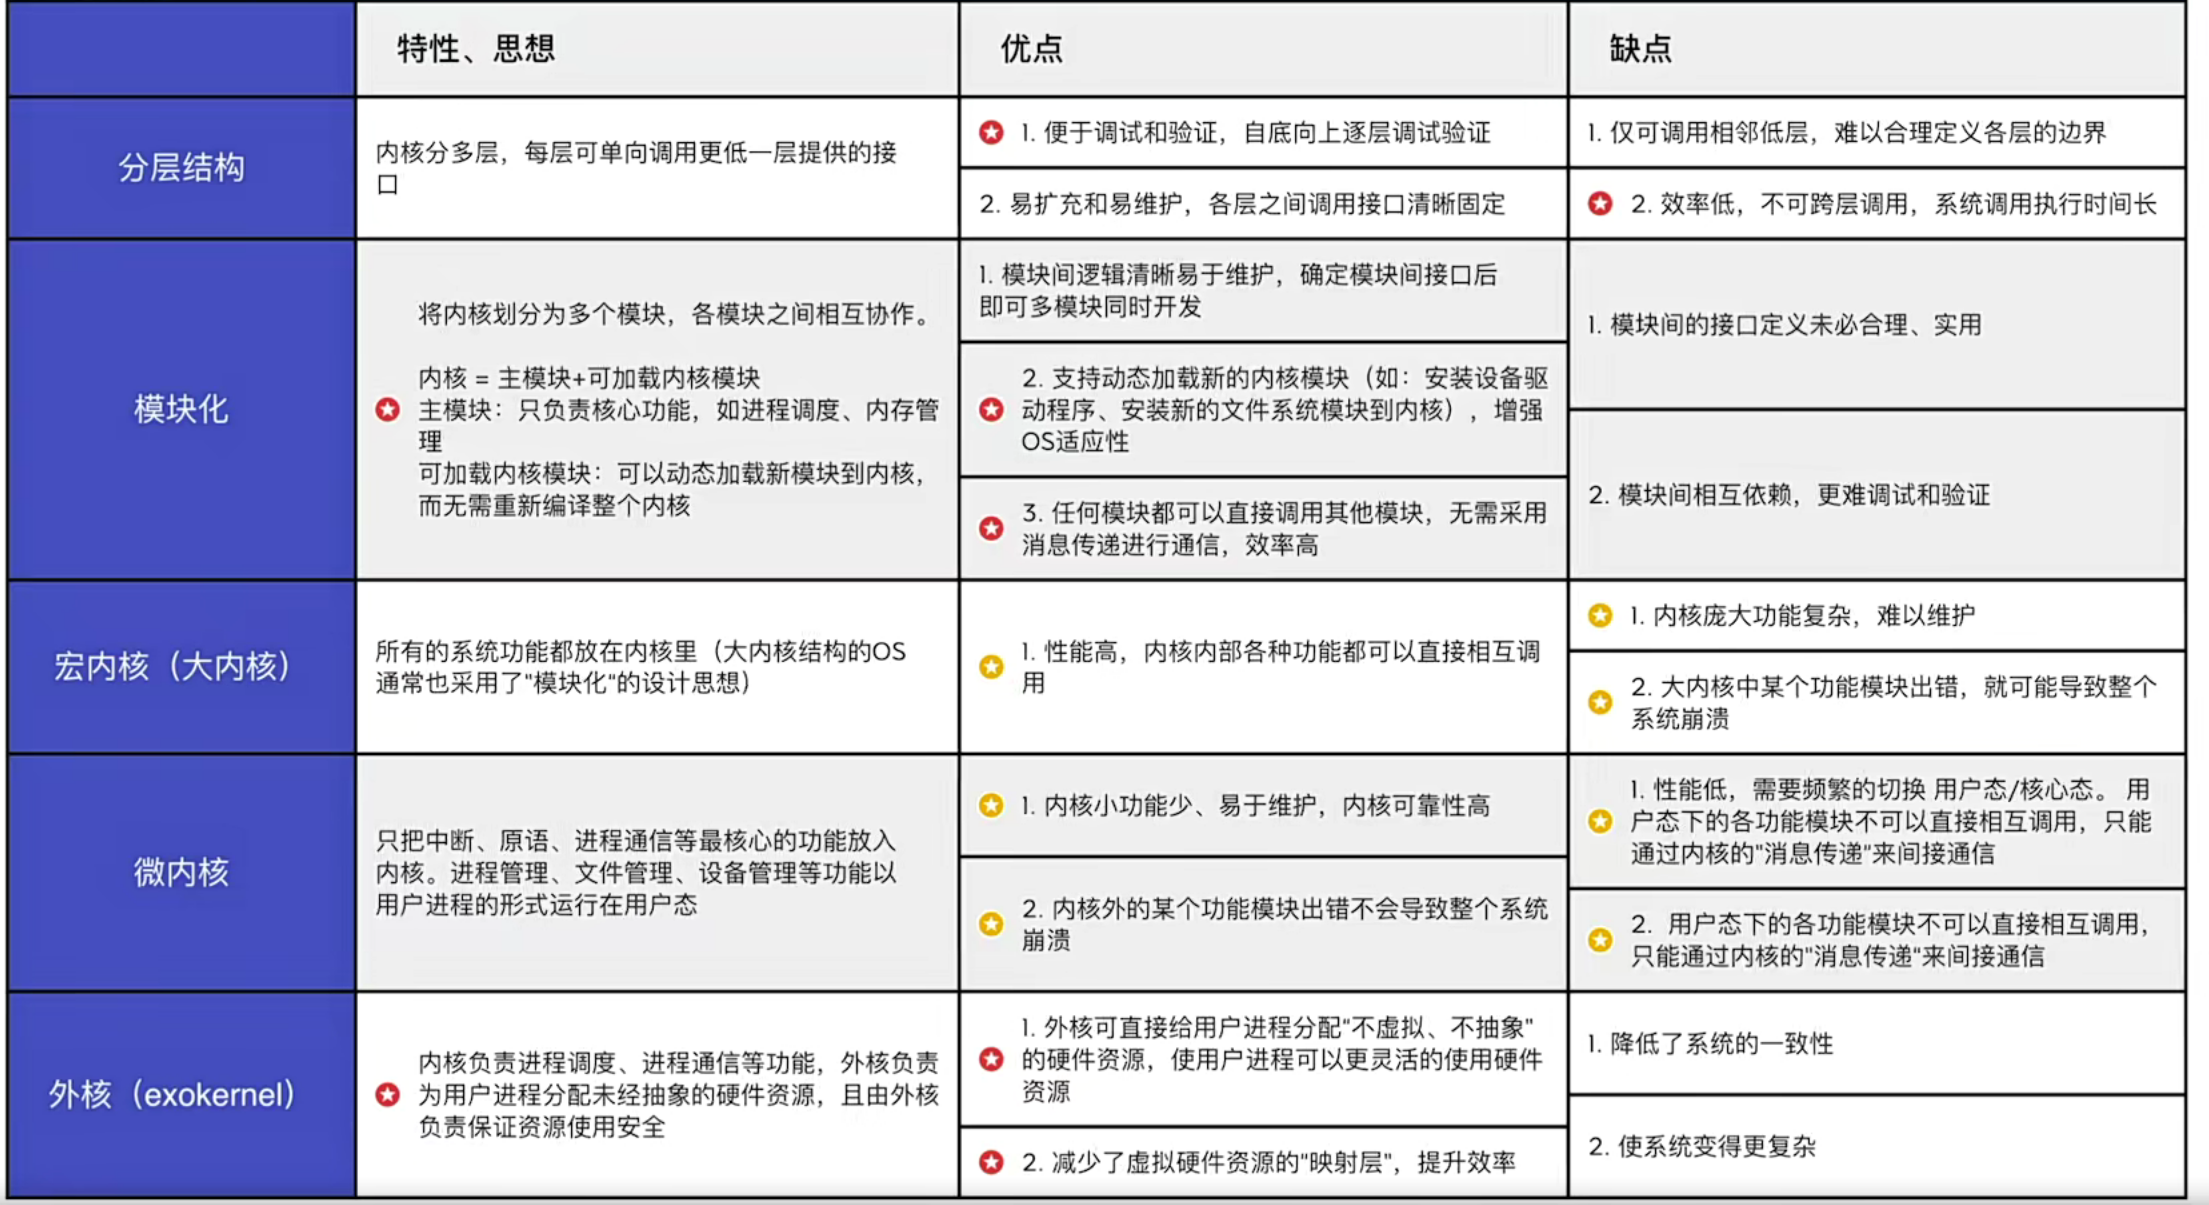 特性、思想
优点
缺点
分层结构
内核分多层，每层可单向调用更低一层提供的接
口
1. 便于调试和验证，自底向上逐层调试验证
2. 易扩充和易维护，各层之间调用接口清晰固定
1. 仅可调用相邻低层，难以合理定义各层的边界
2. 效率低，不可跨层调用，系统调用执行时间长
模块化
将内核划分为多个模块，各模块之间相互协作。
内核 = 主模块+可加载内核模块
主模块：只负责核心功能，如进程调度、内存管
理
可加载内核模块：可以动态加载新模块到内核，
而无需重新编译整个内核
1. 模块间逻辑清晰易于维护，确定模块间接口后
即可多模块同时开发
2. 支持动态加载新的内核模块（如：安装设备驱
动程序、安装新的文件系统模块到内核），增强
OS适应性
3. 任何模块都可以直接调用其他模块，无需采用
消息传递进行通信，效率高
1. 模块间的接口定义未必合理、实用
2. 模块间相互依赖，更难调试和验证
宏内核（大内核）
所有的系统功能都放在内核里（大内核结构的OS
通常也采用了"模块化"的设计思想）
1. 性能高，内核内部各种功能都可以直接相互调
用
1. 内核庞大功能复杂，难以维护
2. 大内核中某个功能模块出错，就可能导致整个
系统崩溃
微内核
只把中断、原语、进程通信等最核心的功能放入
内核。进程管理、文件管理、设备管理等功能以
用户进程的形式运行在用户态
1. 内核小功能少、易于维护，内核可靠性高
2. 内核外的某个功能模块出错不会导致整个系统
崩溃
1. 性能低，需要频繁的切换 用户态/核心态。 用
户态下的各功能模块不可以直接相互调用，只能
通过内核的"消息传递"来间接通信
2. 用户态下的各功能模块不可以直接相互调用，
只能通过内核的"消息传递"来间接通信
外核（exokernel）
内核负责进程调度、进程通信等功能，外核负责
为用户进程分配未经抽象的硬件资源，且由外核
负责保证资源使用安全
1. 外核可直接给用户进程分配"不虚拟、不抽象"
的硬件资源，使用户进程可以更灵活的使用硬件
资源
2. 减少了虚拟硬件资源的"映射层"，提升效率
1. 降低了系统的一致性
2. 使系统变得更复杂